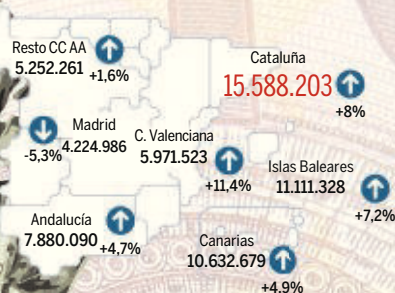 Resto CC AA
5.252.261 +1,6%
Cataluña
15.588.203
+8%
Madrid
-5,3% 4.224.986
C. Valenciana
5.971.523
+11,4%
Islas Baleares
11.111.328
+7,2%
Andalucía
7.880.090 +4,7%
Canarias
10.632.679
+4,9%